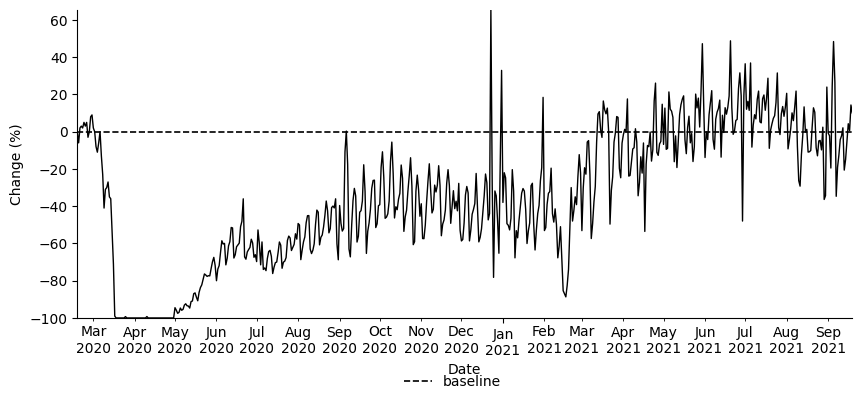 60
40
20
0
−20
−40
−60
−80
−100
Change (%)
Mar Apr May Jun Jul Aug Sep Oct Nov Dec Jan Feb Mar Apr May Jun Jul Aug Sep
2020 2020 2020 2020 2020 2020 2020 2020 2020 2020 2021 2021 2021 2021 2021 2021 2021 2021 2021
Date
baseline